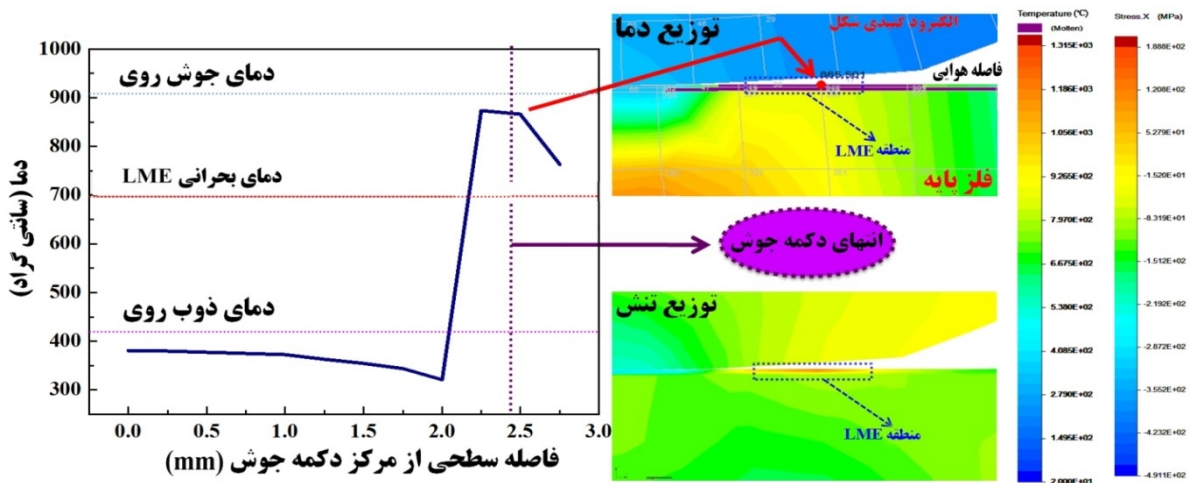 دما (سانتی گراد)
1000
900
800
700
600
500
400
300
دمای جوش روی
دمای بحرانی LME
دمای ذوب روی
0.0 0.5 1.0 1.5 2.0 2.5 3.0
فاصله سطحی از مرکز دکمه جوش (mm)
توزیع دما
الکترود گنبدی شکل
فاصله هوایی
منطقه LME
فلز پایه
انتهای دکمه جوش
توزیع تنش
منطقه LME
Temperature (℃)
(Molten)
1.315E+03
1.186E+03
1.056E+03
9.265E+02
7.970E+02
6.675E+02
5.380E+02
4.085E+02
2.790E+02
1.495E+02
2.000E+01
Stress.X (MPa)
1.888E+02
1.208E+02
5.279E+01
-1.520E+01
-8.319E+01
-1.512E+02
-2.192E+02
-2.872E+02
-3.552E+02
-4.232E+02
-4.911E+02